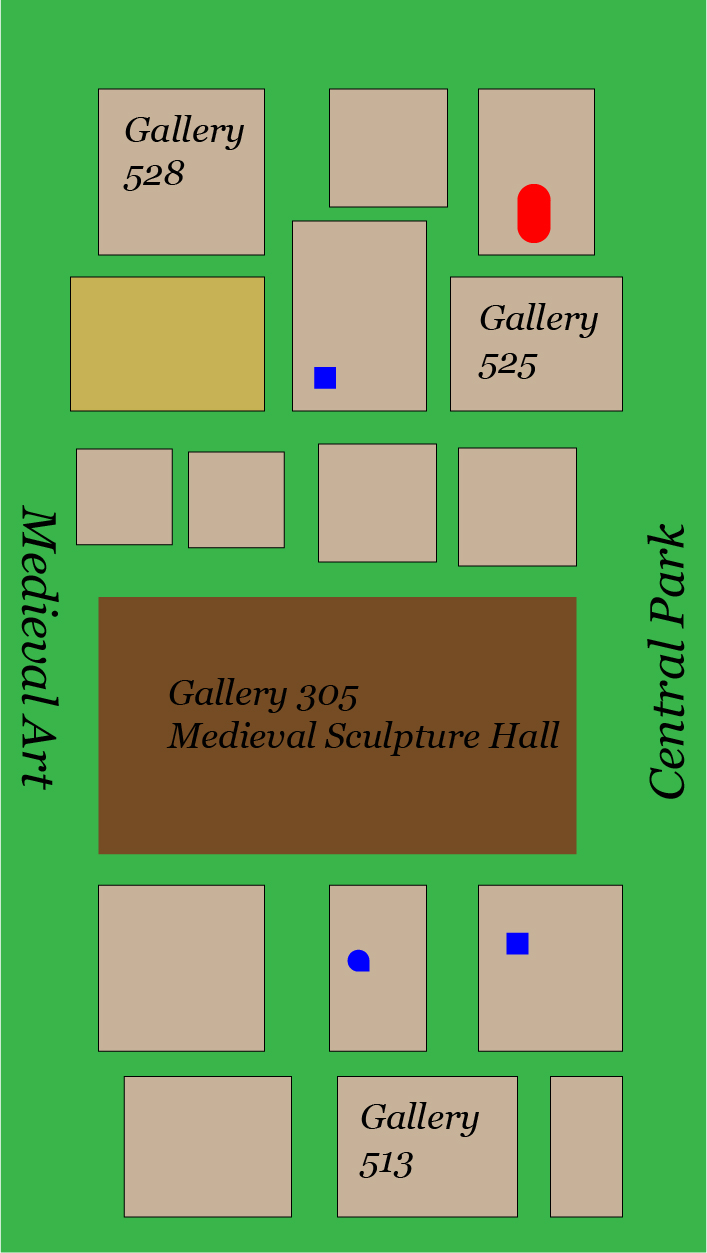 Gallery
528
Gallery
525
Medieval Art
Central Park
Gallery 305
Medieval Sculpture Hall
Gallery
513